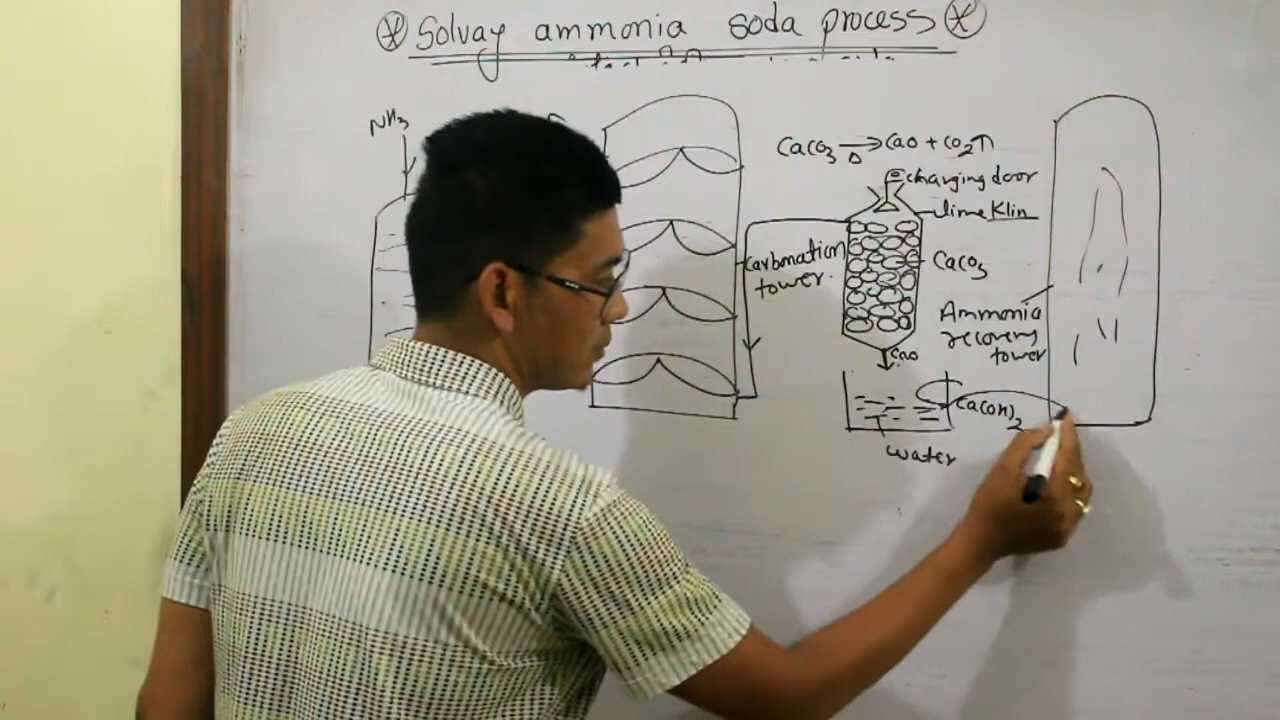 * Solvay ammonia soda process *
NH3
CaCO3 →Δ CaO + CO2↑
charging door
lime Klin
CaCO3
Carbonation
tower.
Ammonia
recovery
tower
CaO
Ca(OH)2
water